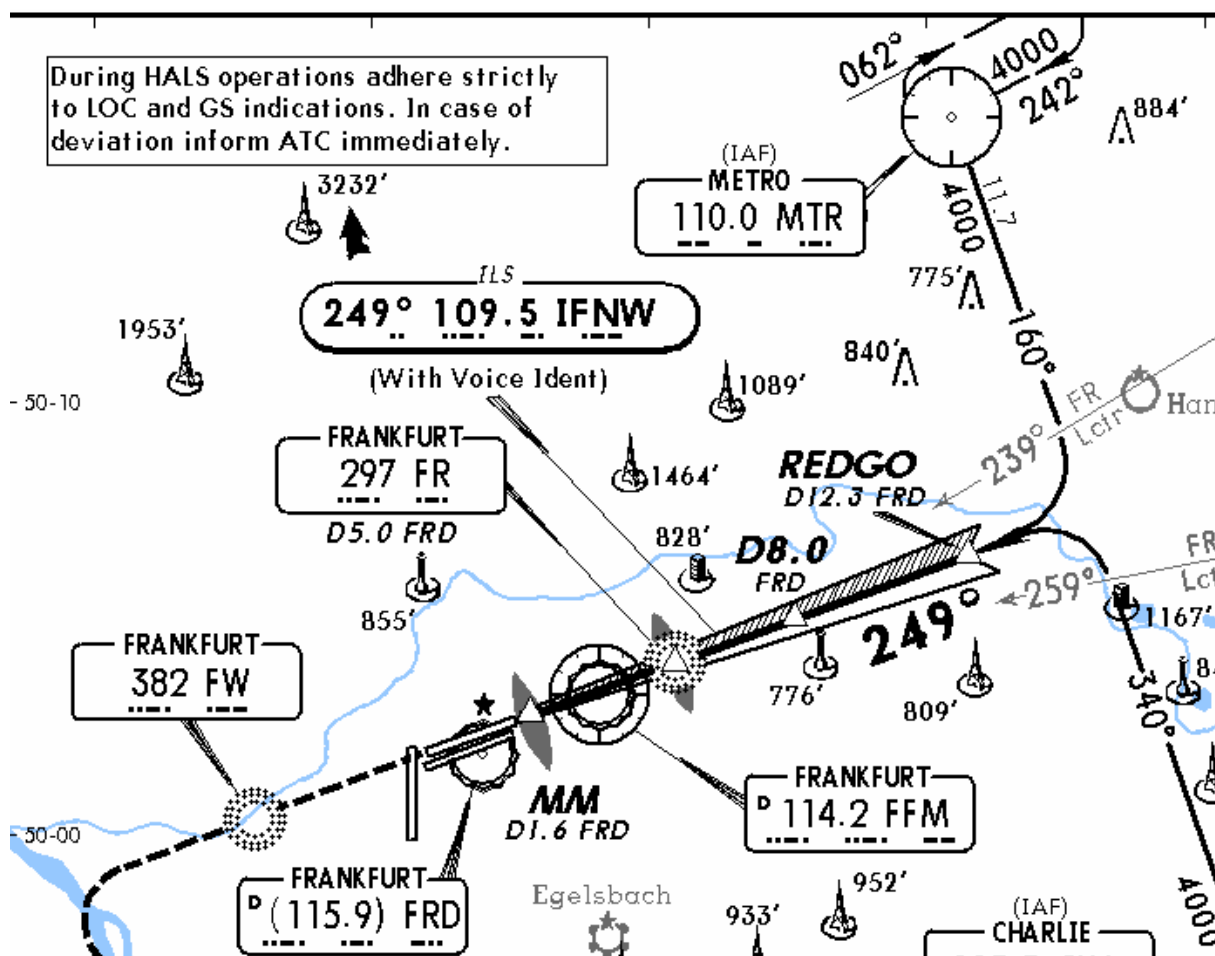 062°
4000
242°
During HALS operations adhere strictly
to LOC and GS indications. In case of
deviation inform ATC immediately.
884'
(IAF)
METRO
110.0 MTR
3232'
4000
11.7
775'
ILS
249° 109.5 IFNW
(With Voice Ident)
1953'
160°
840'
1089'
50-10
FR
Lctr
239°
Han
FRANKFURT
297 FR
D5.0 FRD
1464'
REDGO
D12.3 FRD
828'
D8.0
FRD
FR
Lct
259°
855'
249°
1167'
FRANKFURT
382 FW
776'
809'
84
340°
MM
D1.6 FRD
FRANKFURT
D 114.2 FFM
50-00
FRANKFURT
D (115.9) FRD
Egelsbach
952'
933'
4000
(IAF)
CHARLIE